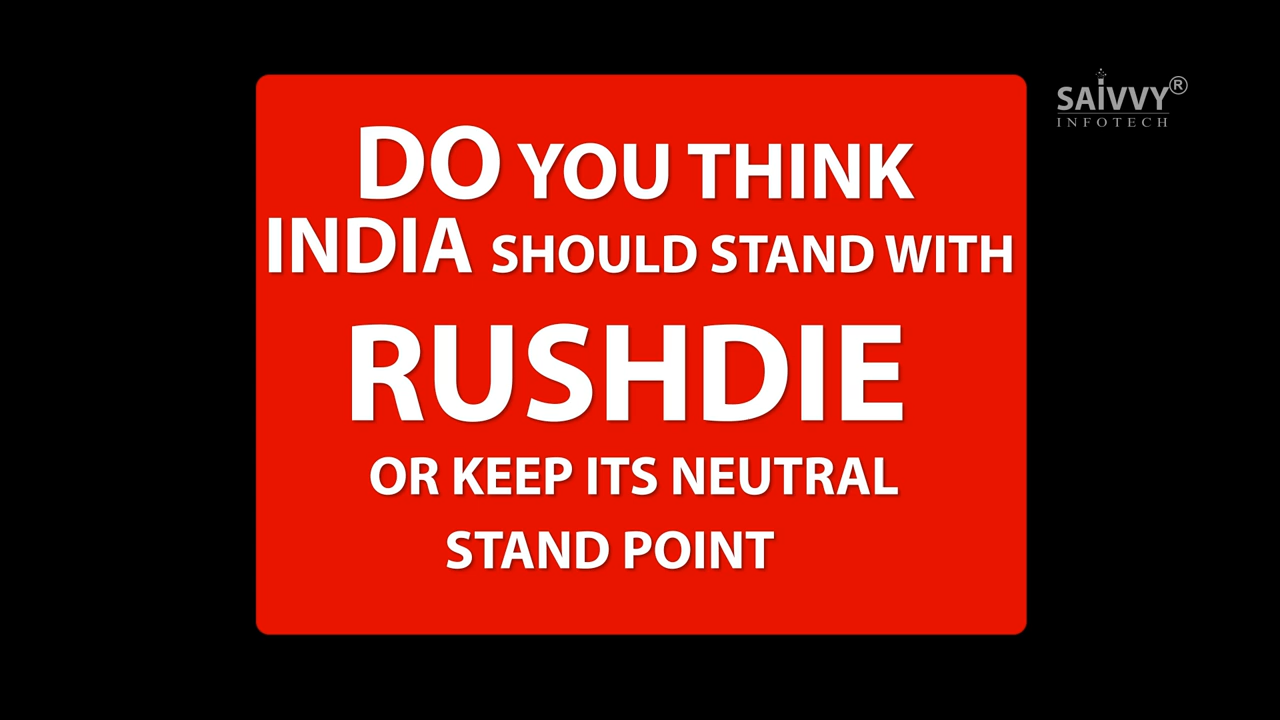 DO YOU THINK
INDIA SHOULD STAND WITH
RUSHDIE
OR KEEP ITS NEUTRAL
STAND POINT
SAIVVY®
INFOTECH